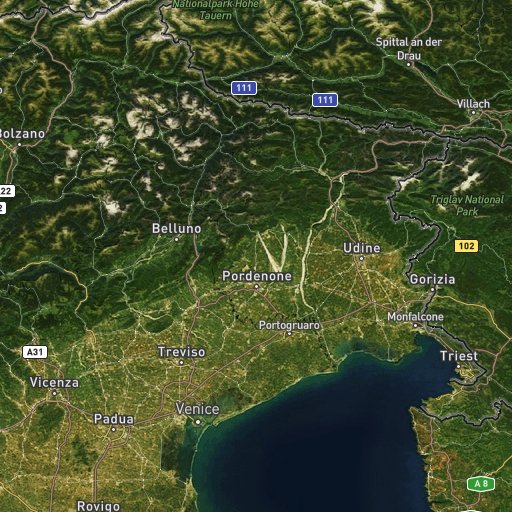 Nationalpark Hohe
Tauern
Spittal an der
Drau
111
111
Villach
Bolzano
22
Triglav National
Park
Belluno
Udine
102
Pordenone
Gorizia
Portogruaro
Monfalcone
A31
Treviso
Triest
Vicenza
Venice
Padua
A 8
Rovigo